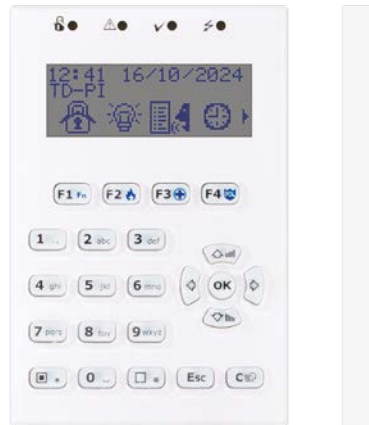 12:41 16/10/2024
TD-PI
F1 Fn F2 F3 F4
1 2 abc 3 def
4 ghi 5 jkl 6 mno OK
7 pqrs 8 tuv 9 wxyz
0 Esc C